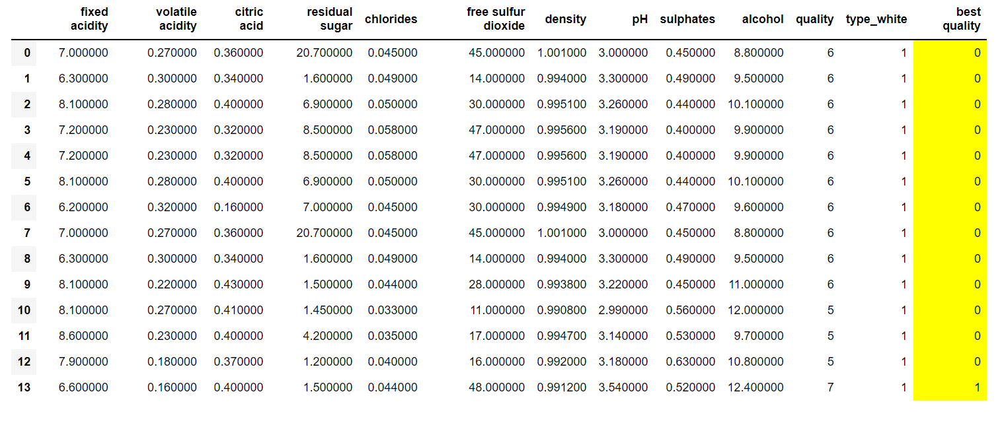 fixed acidity volatile acidity citric acid residual sugar chlorides free sulfur dioxide density pH sulphates alcohol quality type_white best quality
0 7.000000 0.270000 0.360000 20.700000 0.045000 45.000000 1.001000 3.000000 0.450000 8.800000 6 1 0
1 6.300000 0.300000 0.340000 1.600000 0.049000 14.000000 0.994000 3.300000 0.490000 9.500000 6 1 0
2 8.100000 0.280000 0.400000 6.900000 0.050000 30.000000 0.995100 3.260000 0.440000 10.100000 6 1 0
3 7.200000 0.230000 0.320000 8.500000 0.058000 47.000000 0.995600 3.190000 0.400000 9.900000 6 1 0
4 7.200000 0.230000 0.320000 8.500000 0.058000 47.000000 0.995600 3.190000 0.400000 9.900000 6 1 0
5 8.100000 0.280000 0.400000 6.900000 0.050000 30.000000 0.995100 3.260000 0.440000 10.100000 6 1 0
6 6.200000 0.320000 0.160000 7.000000 0.045000 30.000000 0.994900 3.180000 0.470000 9.600000 6 1 0
7 7.000000 0.270000 0.360000 20.700000 0.045000 45.000000 1.001000 3.000000 0.450000 8.800000 6 1 0
8 6.300000 0.300000 0.340000 1.600000 0.049000 14.000000 0.994000 3.300000 0.490000 9.500000 6 1 0
9 8.100000 0.220000 0.430000 1.500000 0.044000 28.000000 0.993800 3.220000 0.450000 11.000000 6 1 0
10 8.100000 0.270000 0.410000 1.450000 0.033000 11.000000 0.990800 2.990000 0.560000 12.000000 5 1 0
11 8.600000 0.230000 0.400000 4.200000 0.035000 17.000000 0.994700 3.140000 0.530000 9.700000 5 1 0
12 7.900000 0.180000 0.370000 1.200000 0.040000 16.000000 0.992000 3.180000 0.630000 10.800000 5 1 0
13 6.600000 0.160000 0.400000 1.500000 0.044000 48.000000 0.991200 3.540000 0.520000 12.400000 7 1 1